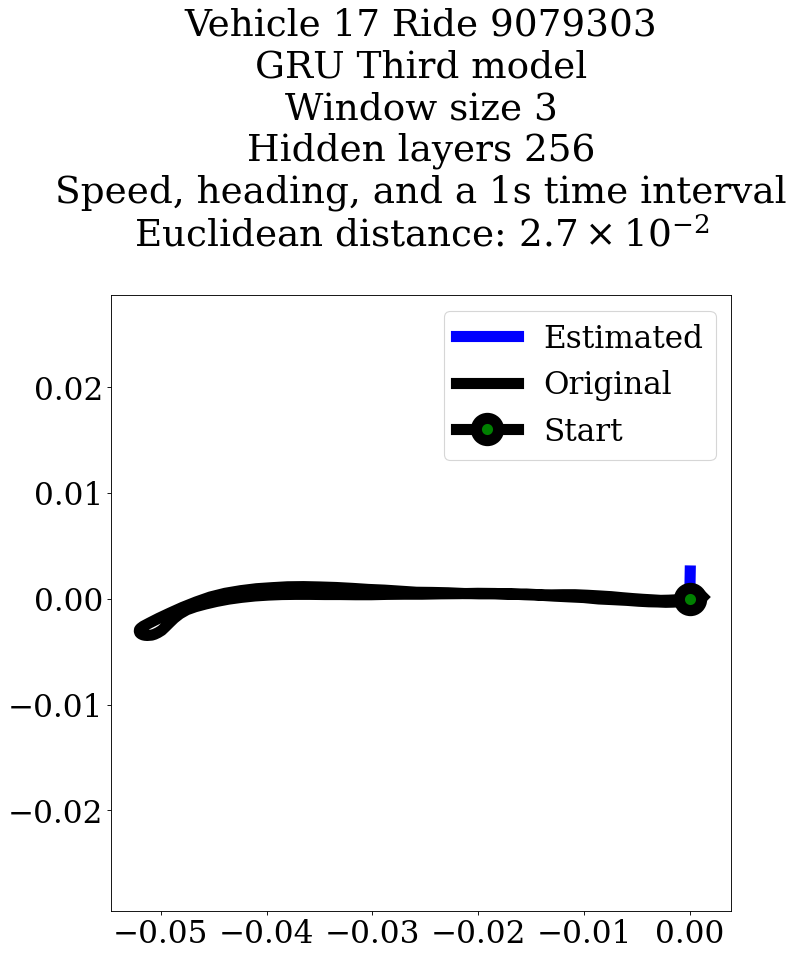 Vehicle 17 Ride 9079303
GRU Third model
Window size 3
Hidden layers 256
Speed, heading, and a 1s time interval
Euclidean distance: 2.7 × 10⁻²
Estimated
Original
Start
0.02
0.01
0.00
−0.01
−0.02
−0.05 −0.04 −0.03 −0.02 −0.01 0.00